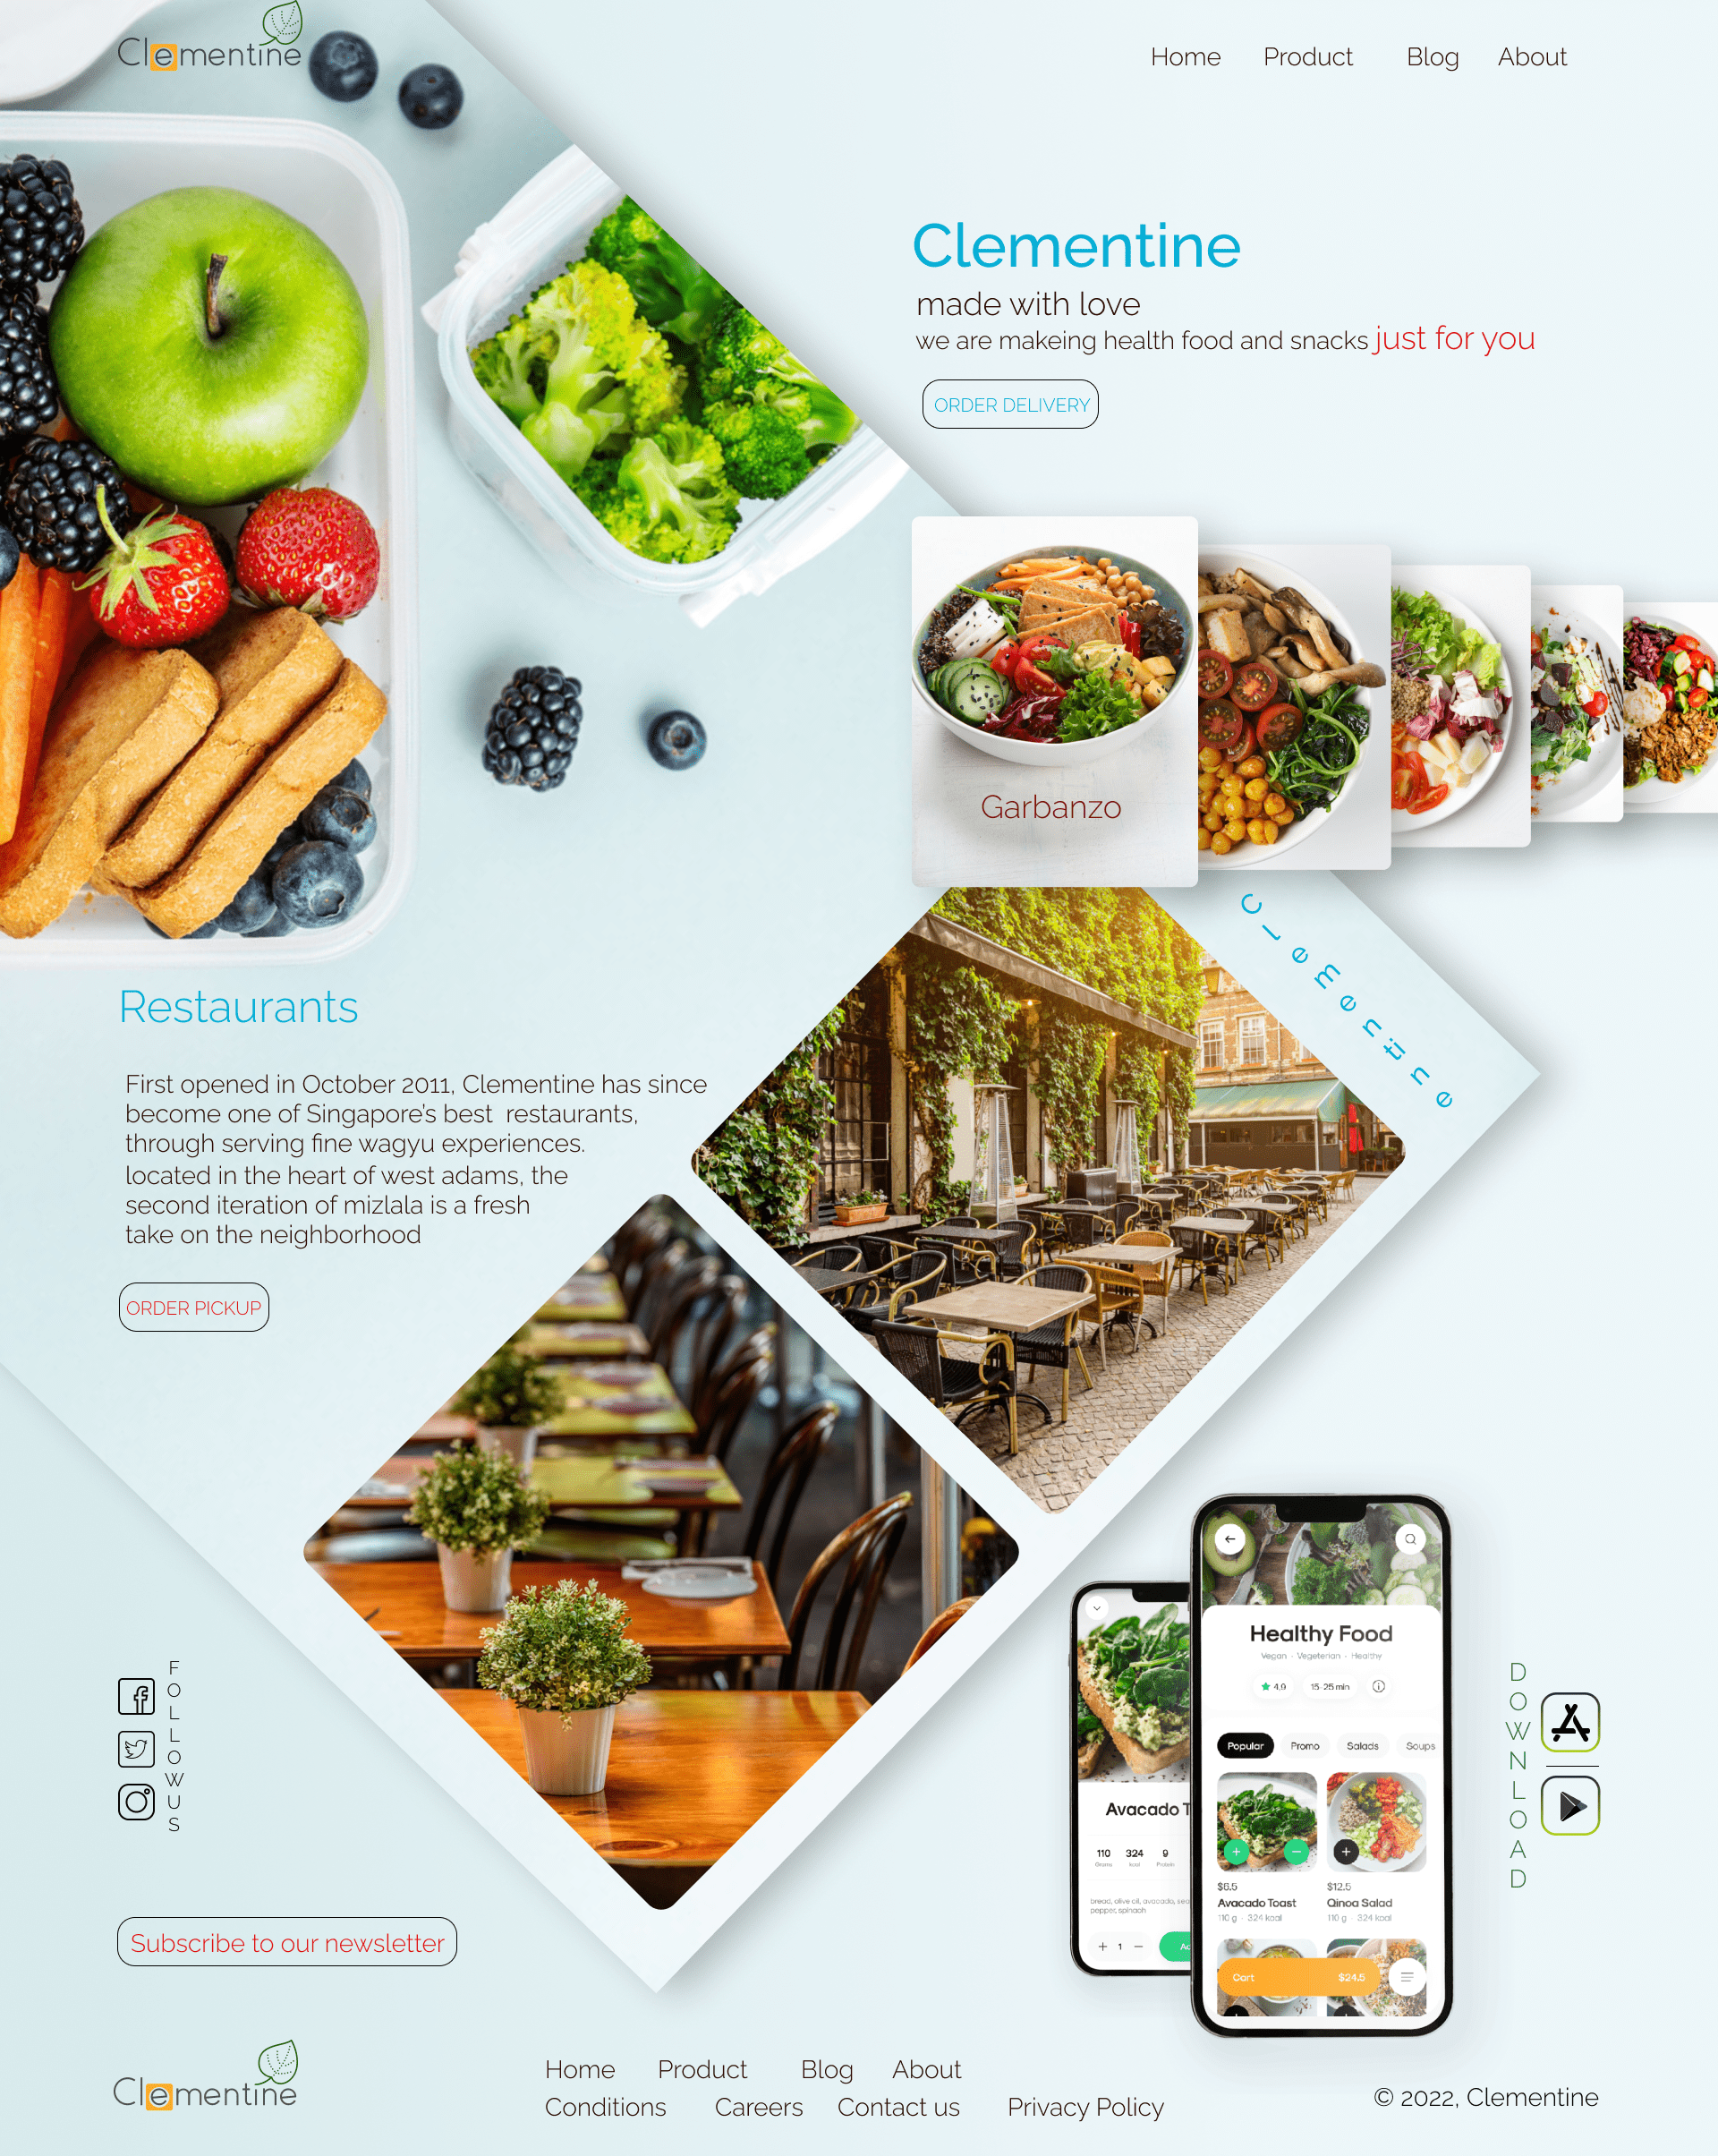 Clementine
Home Product Blog About
Clementine
made with love
we are makeing health food and snacks just for you
ORDER DELIVERY
Garbanzo
Clementine
Restaurants
First opened in October 2011, Clementine has since
become one of Singapore's best restaurants,
through serving fine wagyu experiences.
located in the heart of west adams, the
second iteration of mizlala is a fresh
take on the neighborhood
ORDER PICKUP
FOLLOW US
Subscribe to our newsletter
Avacado T
110 324 9
Grams kcal Protein
bread, olive oil, avocado, sea
pepper, spinach
+ 1 −
Healthy Food
Vegan · Vegeterian · Healthy
4.9 15-25 min
Popular Promo Salads Soups
$6.5 $12.5
Avacado Toast Qinoa Salad
110 g · 324 kcal 110 g · 324 kcal
Cart $24.5
DOWNLOAD
Clementine
Home Product Blog About
Conditions Careers Contact us Privacy Policy
© 2022, Clementine